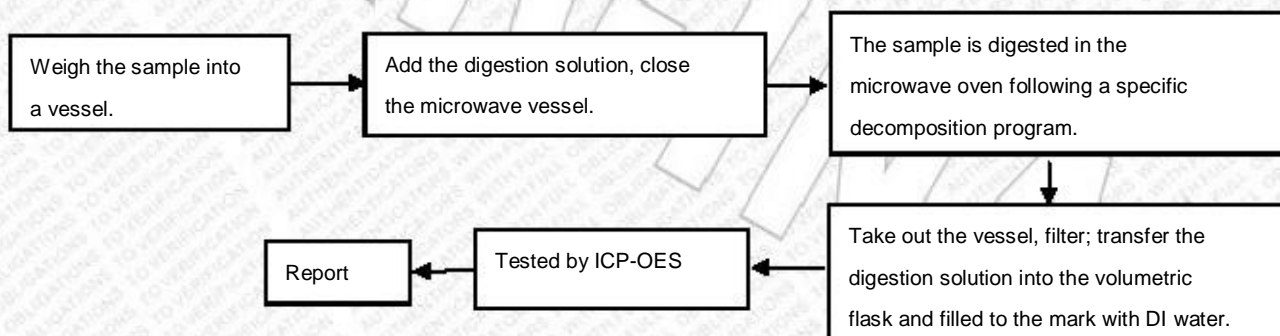 Weigh the sample into
a vessel.
Add the digestion solution, close
the microwave vessel.
The sample is digested in the
microwave oven following a specific
decomposition program.
Take out the vessel, filter; transfer the
digestion solution into the volumetric
flask and filled to the mark with DI water.
Tested by ICP-OES
Report